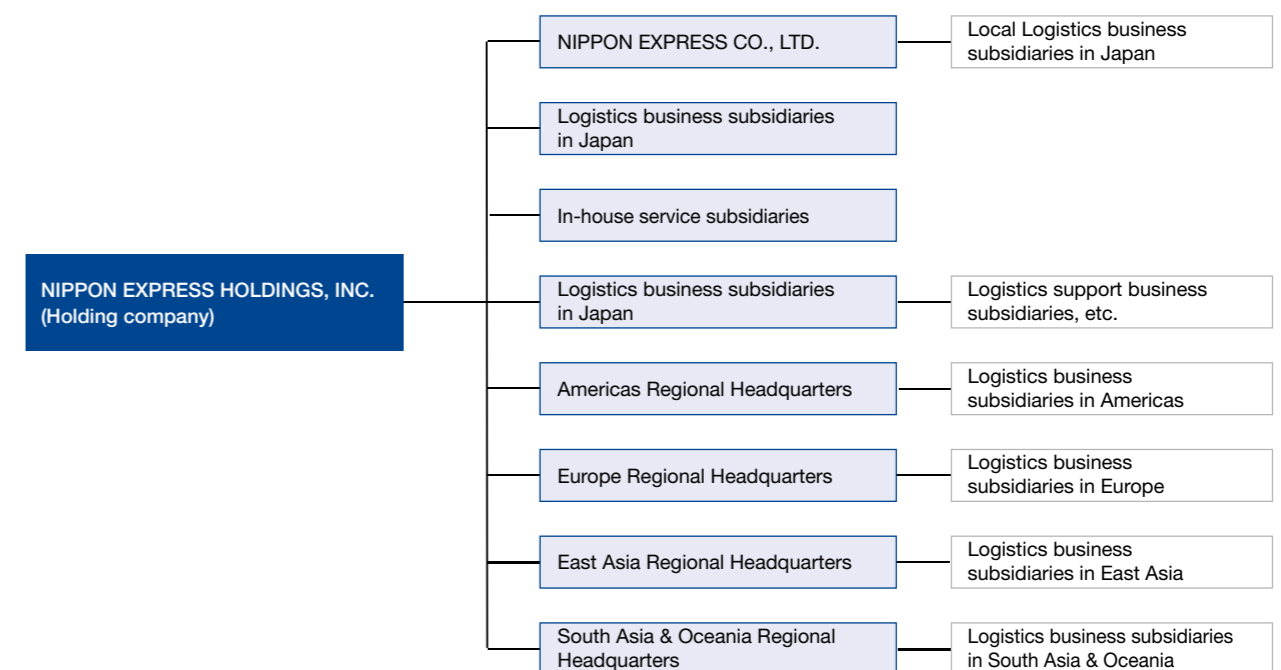 NIPPON EXPRESS HOLDINGS, INC.
(Holding company)
NIPPON EXPRESS CO., LTD.
Local Logistics business
subsidiaries in Japan
Logistics business subsidiaries
in Japan
In-house service subsidiaries
Logistics business subsidiaries
in Japan
Logistics support business
subsidiaries, etc.
Americas Regional Headquarters
Logistics business
subsidiaries in Americas
Europe Regional Headquarters
Logistics business
subsidiaries in Europe
East Asia Regional Headquarters
Logistics business
subsidiaries in East Asia
South Asia & Oceania Regional
Headquarters
Logistics business subsidiaries
in South Asia & Oceania